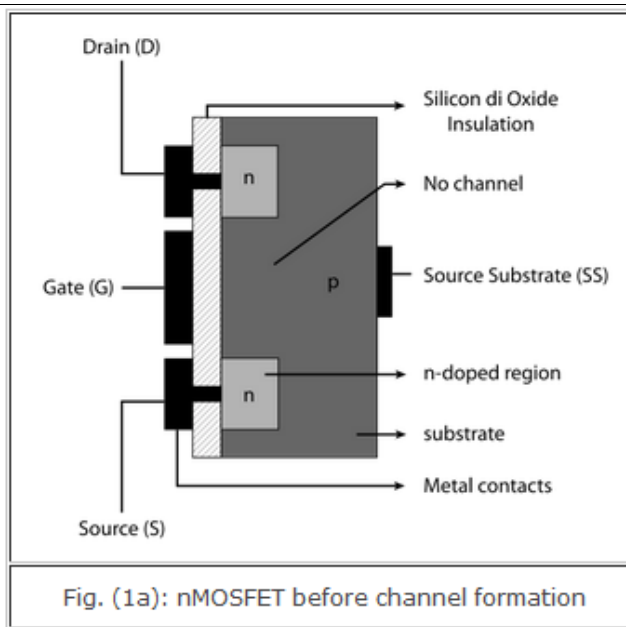 Drain (D)
Silicon di Oxide
Insulation
n
No channel
Gate (G)
p
Source Substrate (SS)
n
n-doped region
substrate
Metal contacts
Source (S)
Fig. (1a): nMOSFET before channel formation